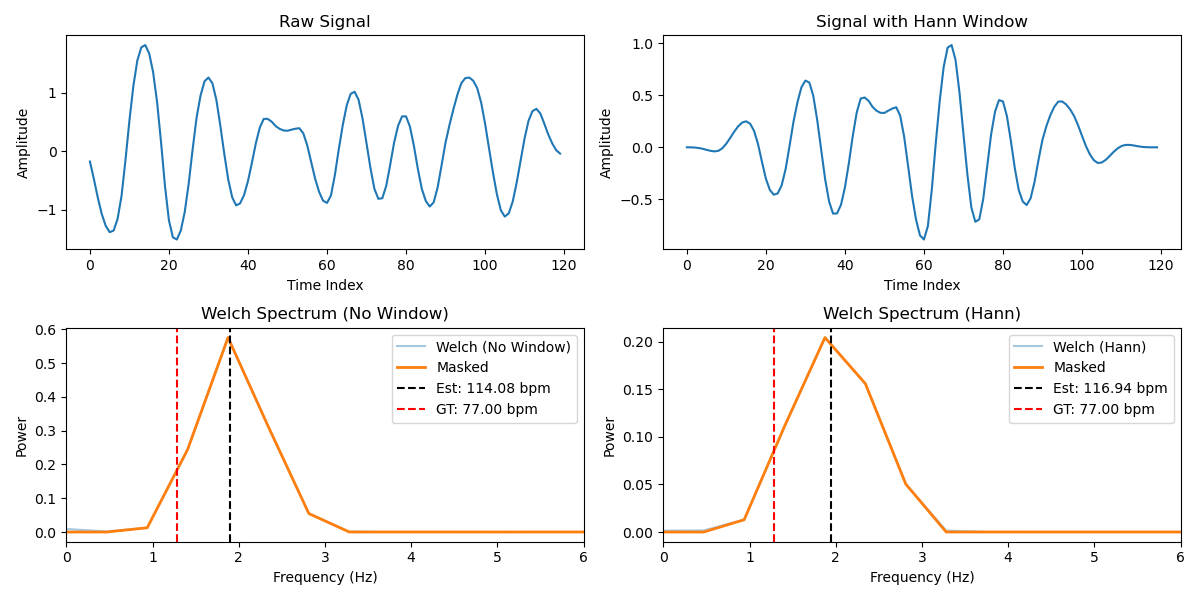 Raw Signal
Amplitude
1
0
−1
0 20 40 60 80 100 120
Time Index
Signal with Hann Window
Amplitude
1.0
0.5
0.0
−0.5
0 20 40 60 80 100 120
Time Index
Welch Spectrum (No Window)
Power
0.6
0.5
0.4
0.3
0.2
0.1
0.0
Welch (No Window)
Masked
Est: 114.08 bpm
GT: 77.00 bpm
0 1 2 3 4 5 6
Frequency (Hz)
Welch Spectrum (Hann)
Power
0.20
0.15
0.10
0.05
0.00
Welch (Hann)
Masked
Est: 116.94 bpm
GT: 77.00 bpm
0 1 2 3 4 5 6
Frequency (Hz)